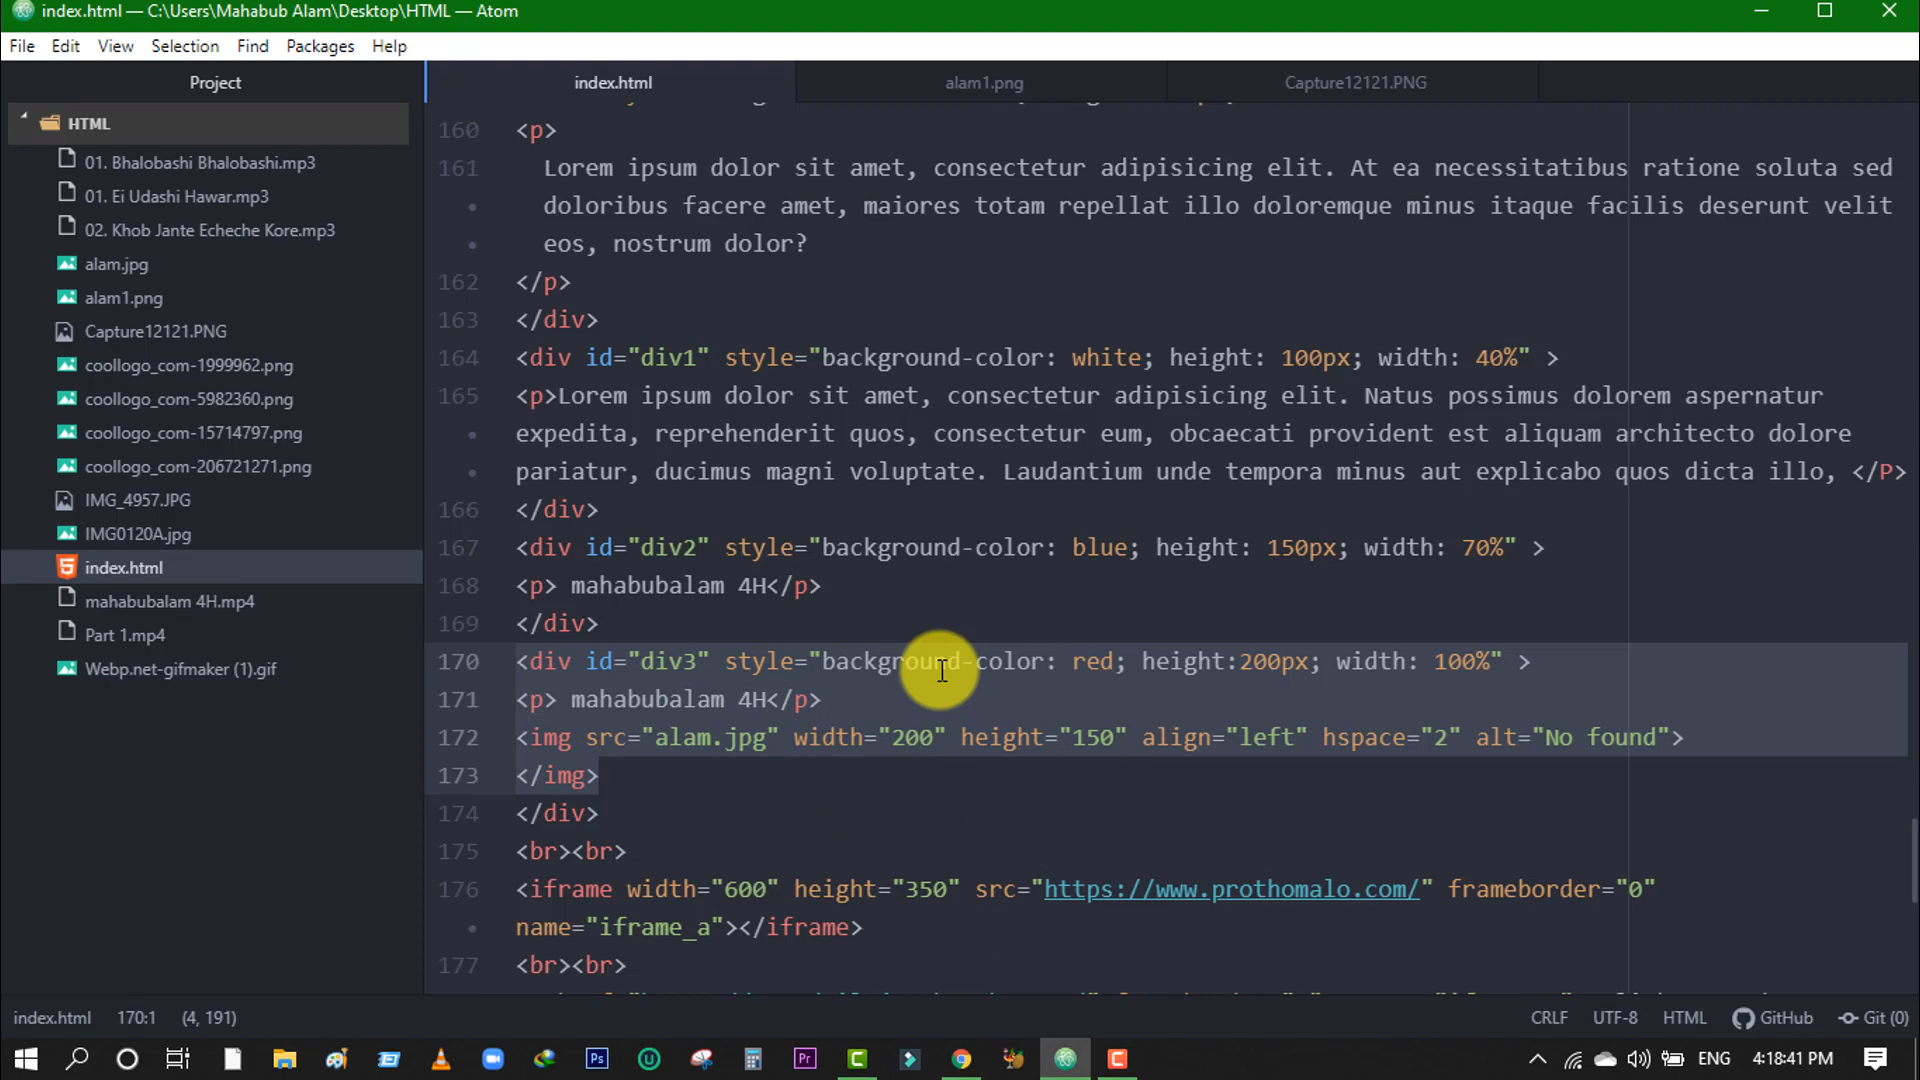 index.html — C:\Users\Mahabub Alam\Desktop\HTML — Atom
File Edit View Selection Find Packages Help
Project
index.html
alam1.png
Capture12121.PNG
HTML
01. Bhalobashi Bhalobashi.mp3
01. Ei Udashi Hawar.mp3
02. Khob Jante Echeche Kore.mp3
alam.jpg
alam1.png
Capture12121.PNG
coollogo_com-1999962.png
coollogo_com-5982360.png
coollogo_com-15714797.png
coollogo_com-206721271.png
IMG_4957.JPG
IMG0120A.jpg
index.html
mahabubalam 4H.mp4
Part 1.mp4
Webp.net-gifmaker (1).gif
160 <p>
161 Lorem ipsum dolor sit amet, consectetur adipisicing elit. At ea necessitatibus ratione soluta sed
doloribus facere amet, maiores totam repellat illo doloremque minus itaque facilis deserunt velit
eos, nostrum dolor?
162 </p>
163 </div>
164 <div id="div1" style="background-color: white; height: 100px; width: 40%" >
165 <p>Lorem ipsum dolor sit amet, consectetur adipisicing elit. Natus possimus dolorem aspernatur
expedita, reprehenderit quos, consectetur eum, obcaecati provident est aliquam architecto dolore
pariatur, ducimus magni voluptate. Laudantium unde tempora minus aut explicabo quos dicta illo, </P>
166 </div>
167 <div id="div2" style="background-color: blue; height: 150px; width: 70%" >
168 <p> mahabubalam 4H</p>
169 </div>
170 <div id="div3" style="background-color: red; height:200px; width: 100%" >
171 <p> mahabubalam 4H</p>
172 <img src="alam.jpg" width="200" height="150" align="left" hspace="2" alt="No found">
173 </img>
174 </div>
175 <br><br>
176 <iframe width="600" height="350" src="https://www.prothomalo.com/" frameborder="0"
name="iframe_a"></iframe>
177 <br><br>
index.html 170:1 (4, 191) CRLF UTF-8 HTML GitHub Git (0)
Ps Pr C C ENG 4:18:41 PM